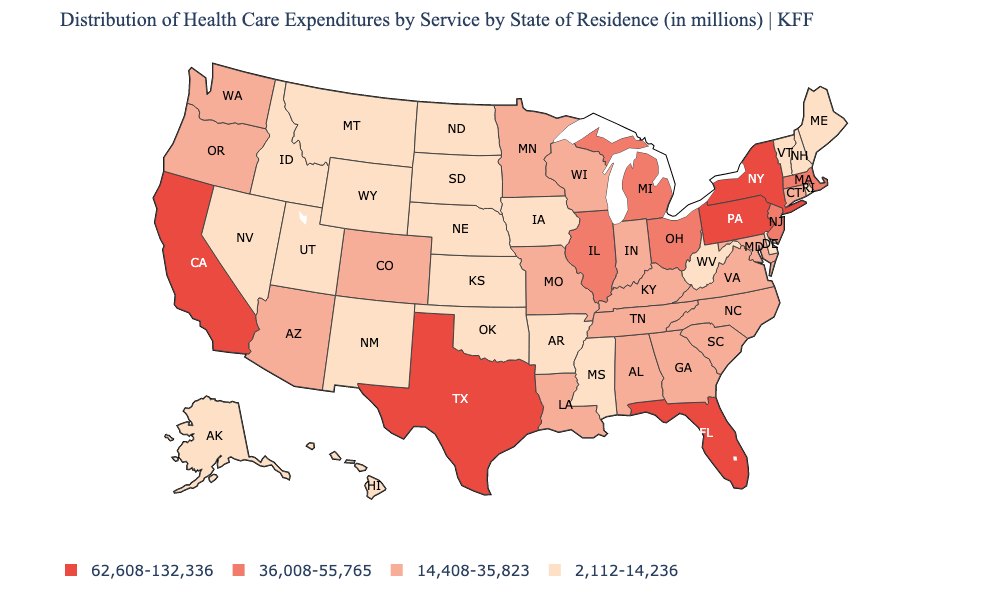 Distribution of Health Care Expenditures by Service by State of Residence (in millions) | KFF
WA
MT
ND
MN
ME
OR
ID
SD
WI
MI
VT
NH
NY
MA
RI
CT
WY
IA
NE
PA
NJ
NV
UT
CO
KS
MO
IL
IN
OH
WV
MD
DE
VA
KY
CA
AZ
NM
OK
AR
TN
NC
SC
TX
LA
MS
AL
GA
FL
AK
HI
62,608-132,336 36,008-55,765 14,408-35,823 2,112-14,236